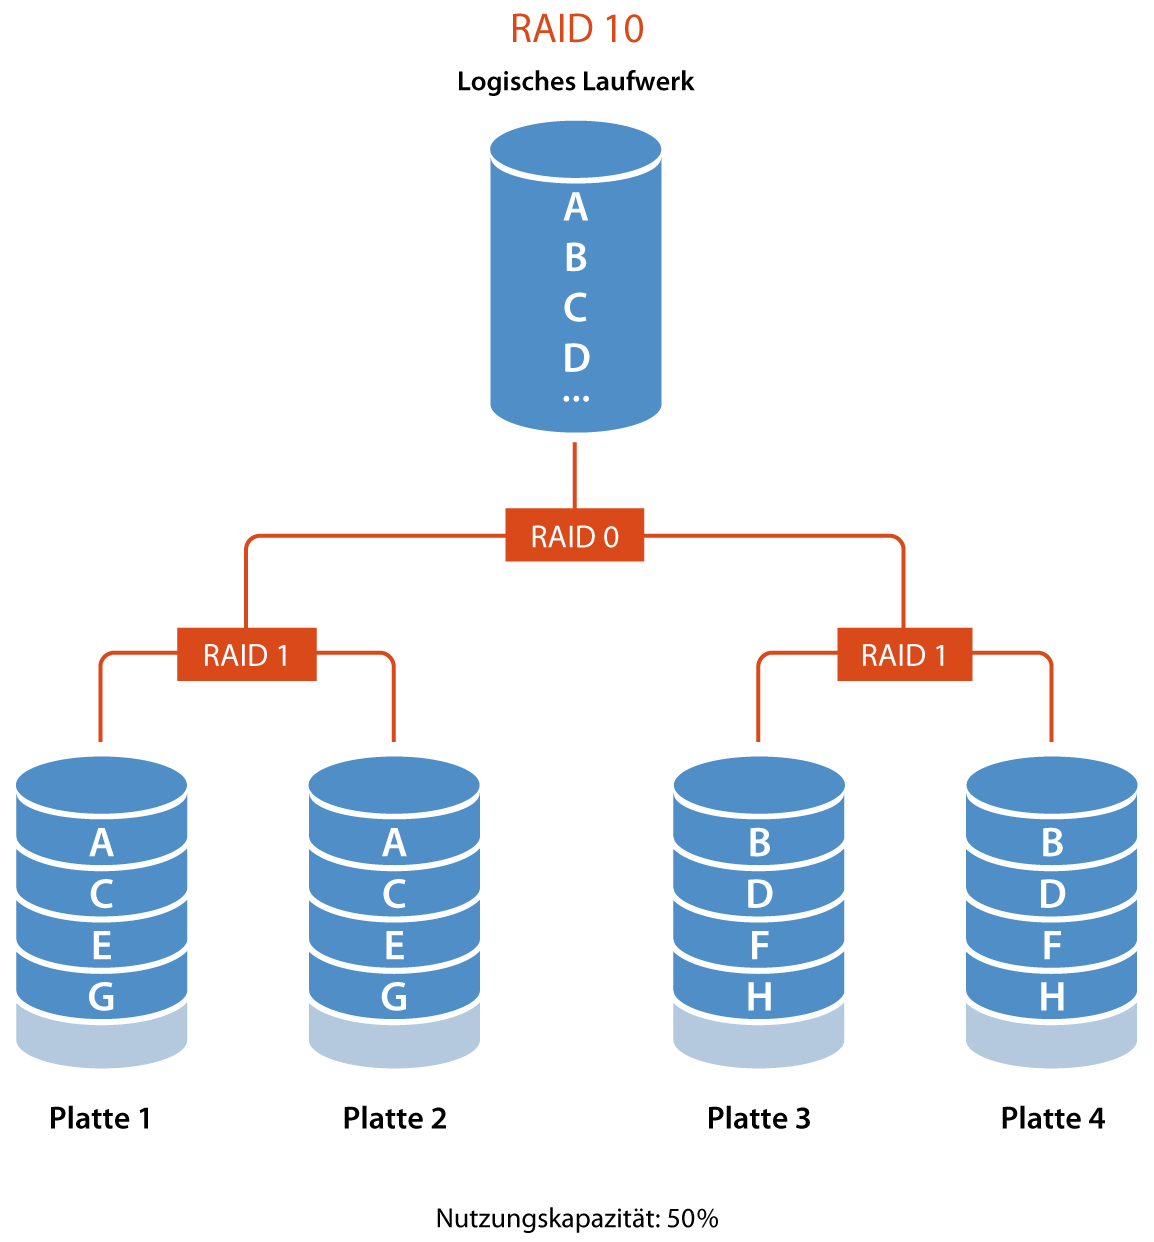 RAID 10
Logisches Laufwerk
A
B
C
D
...
RAID 0
RAID 1 RAID 1
A A B B
C C D D
E E F F
G G H H
Platte 1 Platte 2 Platte 3 Platte 4
Nutzungskapazität: 50%